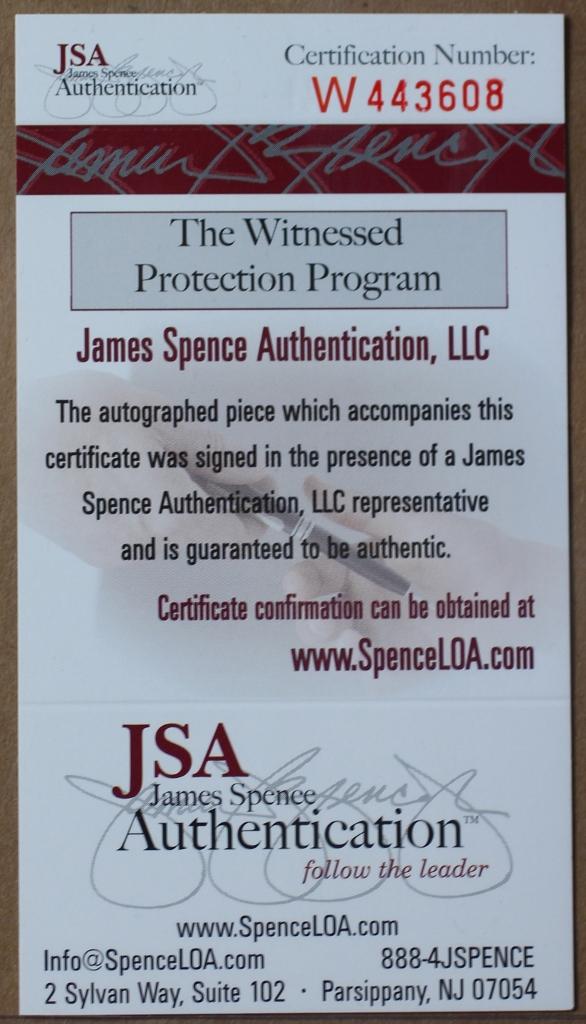 JSA
James Spence
Authentication™
Certification Number:
W 443608
James Spence
The Witnessed
Protection Program
James Spence Authentication, LLC
The autographed piece which accompanies this
certificate was signed in the presence of a James
Spence Authentication, LLC representative
and is guaranteed to be authentic.
Certificate confirmation can be obtained at
www.SpenceLOA.com
JSA
James Spence
Authentication™
follow the leader
www.SpenceLOA.com
Info@SpenceLOA.com 888-4JSPENCE
2 Sylvan Way, Suite 102 · Parsippany, NJ 07054